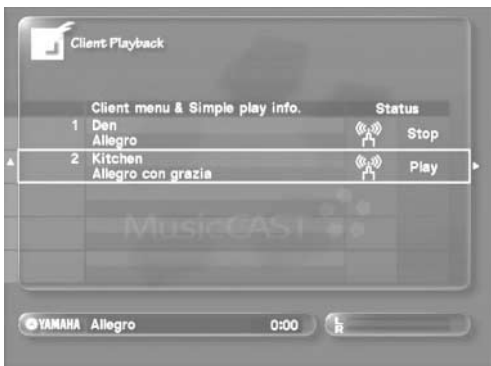 Client Playback
Client menu & Simple play info. Status
1 Den
Allegro Stop
2 Kitchen
Allegro con grazia Play
MusicCAST
YAMAHA Allegro 0:00 L
R